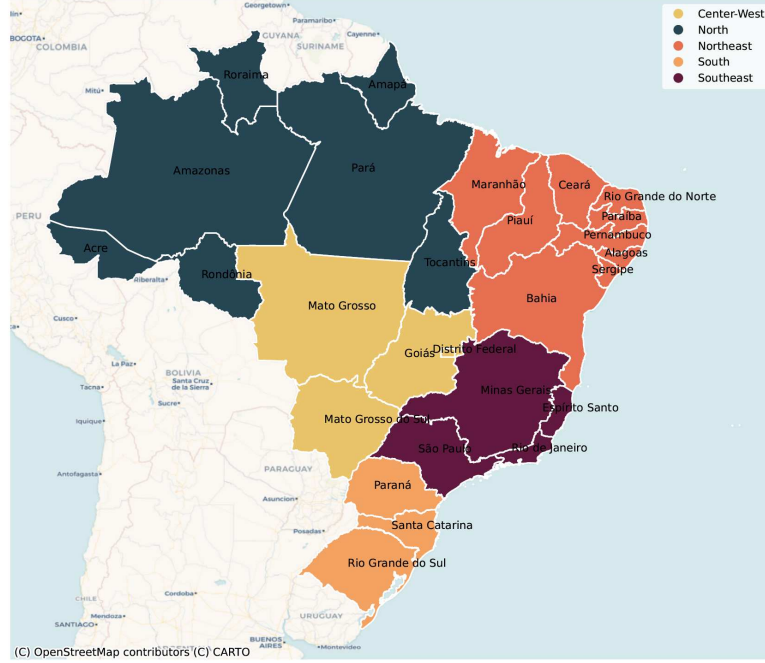 Georgetown
Paramaribo
Cayenne
BOGOTA
COLOMBIA
GUYANA
SURINAME
Center-West
North
Northeast
South
Southeast
Mitú
Roraima
Amapá
Amazonas
Pará
Maranhão
Ceará
Rio Grande do Norte
PERU
Piauí
Paraíba
Pernambuco
Acre
Alagoas
Rondônia
Tocantins
Sergipe
Riberalta
Bahia
Mato Grosso
Cusco
Goiás
Distrito Federal
La Paz
BOLIVIA
Santa Cruz
de la Sierra
Tacna
Minas Gerais
Sucre
Espírito Santo
Iquique
Mato Grosso do Sul
São Paulo
Rio de Janeiro
Antofagasta
PARAGUAY
Paraná
Asuncion
Santa Catarina
Posadas
Rio Grande do Sul
CHILE
Cordoba
Mendoza
URUGUAY
SANTIAGO
BUENOS
AIRES
Montevideo
(C) OpenStreetMap contributors (C) CARTO